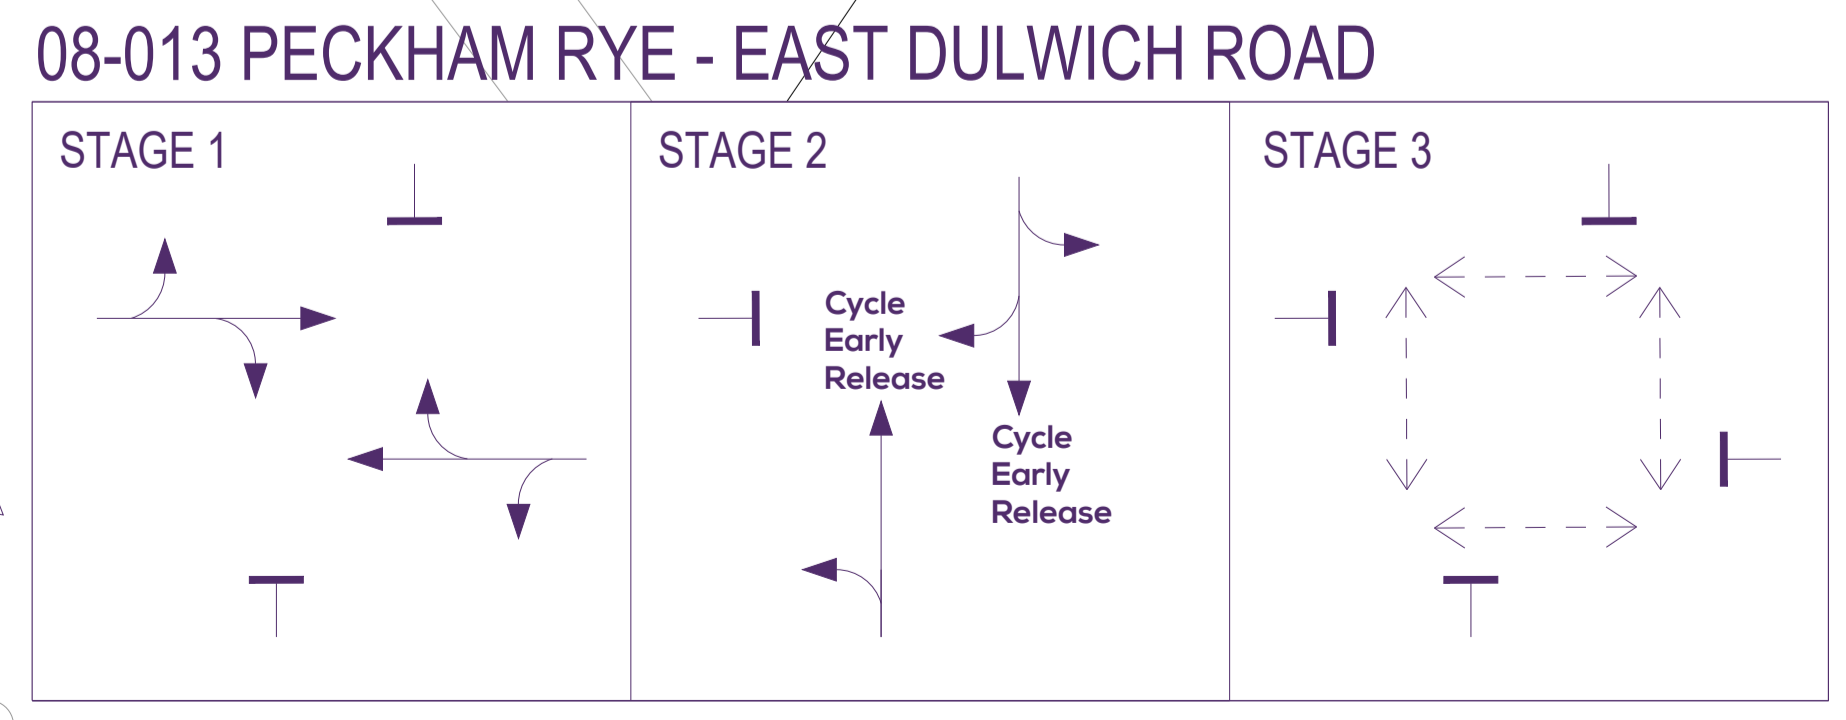 08-013 PECKHAM RYE - EAST DULWICH ROAD
STAGE 1
STAGE 2
Cycle
Early
Release
Cycle
Early
Release
STAGE 3